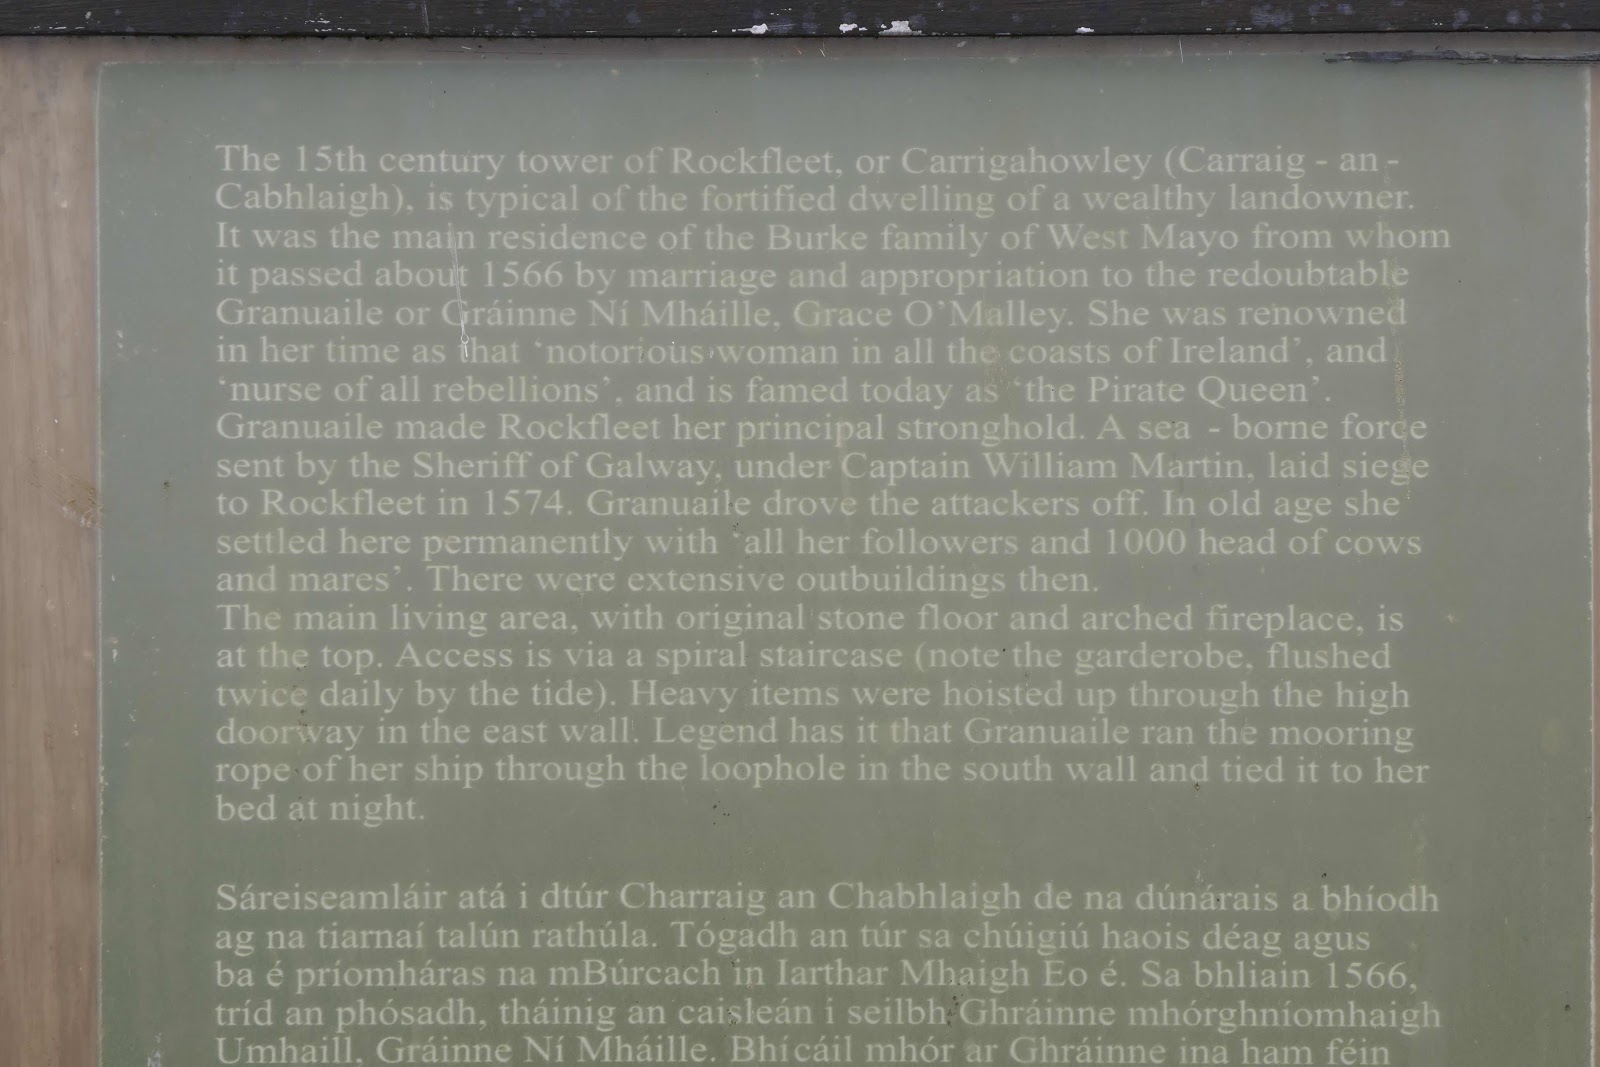 The 15th century tower of Rockfleet, or Carrigahowley (Carraig - an -
Cabhlaigh), is typical of the fortified dwelling of a wealthy landowner.
It was the main residence of the Burke family of West Mayo from whom
it passed about 1566 by marriage and appropriation to the redoubtable
Granuaile or Gráinne Ní Mháille, Grace O’Malley. She was renowned
in her time as that ‘notorious woman in all the coasts of Ireland’, and
‘nurse of all rebellions’, and is famed today as ‘the Pirate Queen’.
Granuaile made Rockfleet her principal stronghold. A sea - borne force
sent by the Sheriff of Galway, under Captain William Martin, laid siege
to Rockfleet in 1574. Granuaile drove the attackers off. In old age she
settled here permanently with ‘all her followers and 1000 head of cows
and mares’. There were extensive outbuildings then.
The main living area, with original stone floor and arched fireplace, is
at the top. Access is via a spiral staircase (note the garderobe, flushed
twice daily by the tide). Heavy items were hoisted up through the high
doorway in the east wall. Legend has it that Granuaile ran the mooring
rope of her ship through the loophole in the south wall and tied it to her
bed at night.
Sáreiseamláir atá i dtúr Charraig an Chabhlaigh de na dúnárais a bhíodh
ag na tiarnaí talún rathúla. Tógadh an túr sa chúigiú haois déag agus
ba é príomháras na mBúrcach in Iarthar Mhaigh Eo é. Sa bhliain 1566,
tríd an phósadh, tháinig an caisleán i seilbh Ghráinne mhórghníomhaigh
Umhaill, Gráinne Ní Mháille. Bhícáil mhór ar Ghráinne ina ham féin